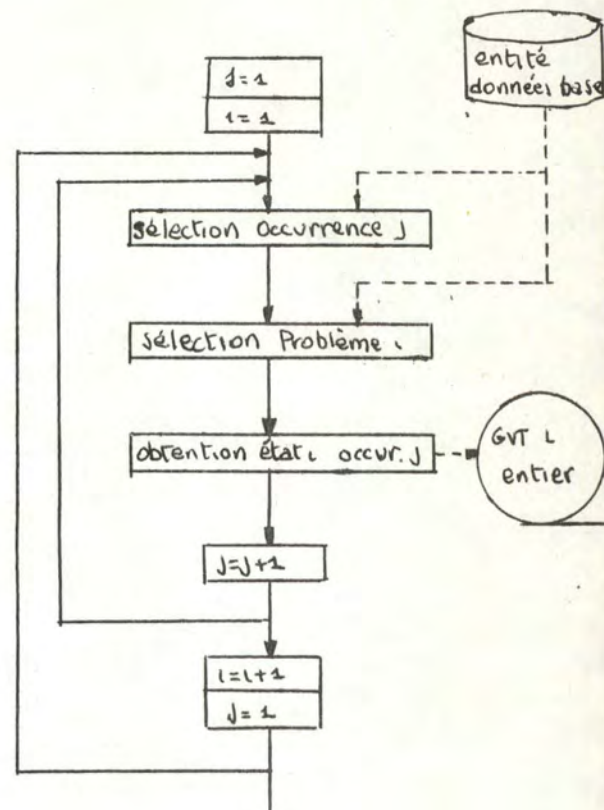 entité
données base
J=1
i=1
sélection occurrence J
sélection Problème i
obtention état i occur. J
GVT i
entier
J=J+1
i=i+1
J=1